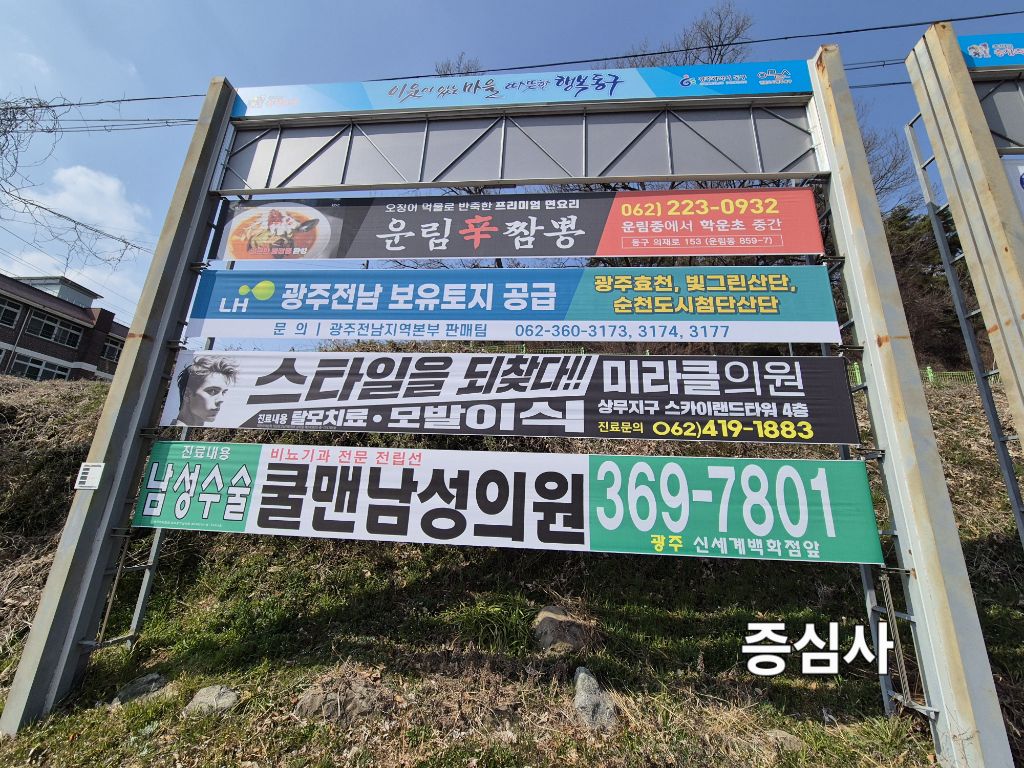 이웃이 있는 마을 따뜻한 행복동구
광주광역시 동구
오징어 먹물로 반죽한 프리미엄 면요리
운림辛짬뽕
062) 223-0932
운림중에서 학운초 중간
동구 의재로 153 (운림동 859-7)
LH 광주전남 보유토지 공급
광주효천, 빛그린산단,
순천도시첨단산단
문 의 | 광주전남지역본부 판매팀 062-360-3173, 3174, 3177
스타일을 되찾다!!
진료내용 탈모치료·모발이식
미라클의원
상무지구 스카이랜드타워 4층
진료문의 062)419-1883
진료내용
남성수술
비뇨기과 전문 전립선
쿨맨남성의원
369-7801
광주 신세계백화점앞
증심사